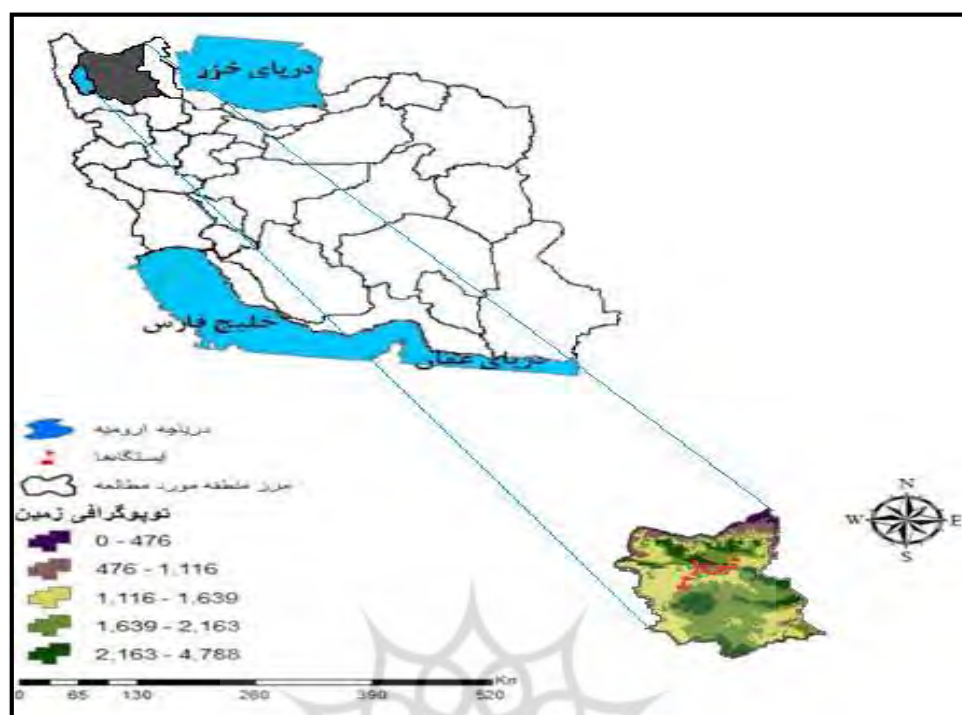 دریای خزر
خلیج فارس
دریای عمان
دریاچه ارومیه
ایستگاهها
مرز منطقه مورد مطالعه
توپوگرافی زمین
0 - 476
476 - 1,116
1,116 - 1,639
1,639 - 2,163
2,163 - 4,788
0 65 130 260 390 520 Km
N
W E
S
تبریز